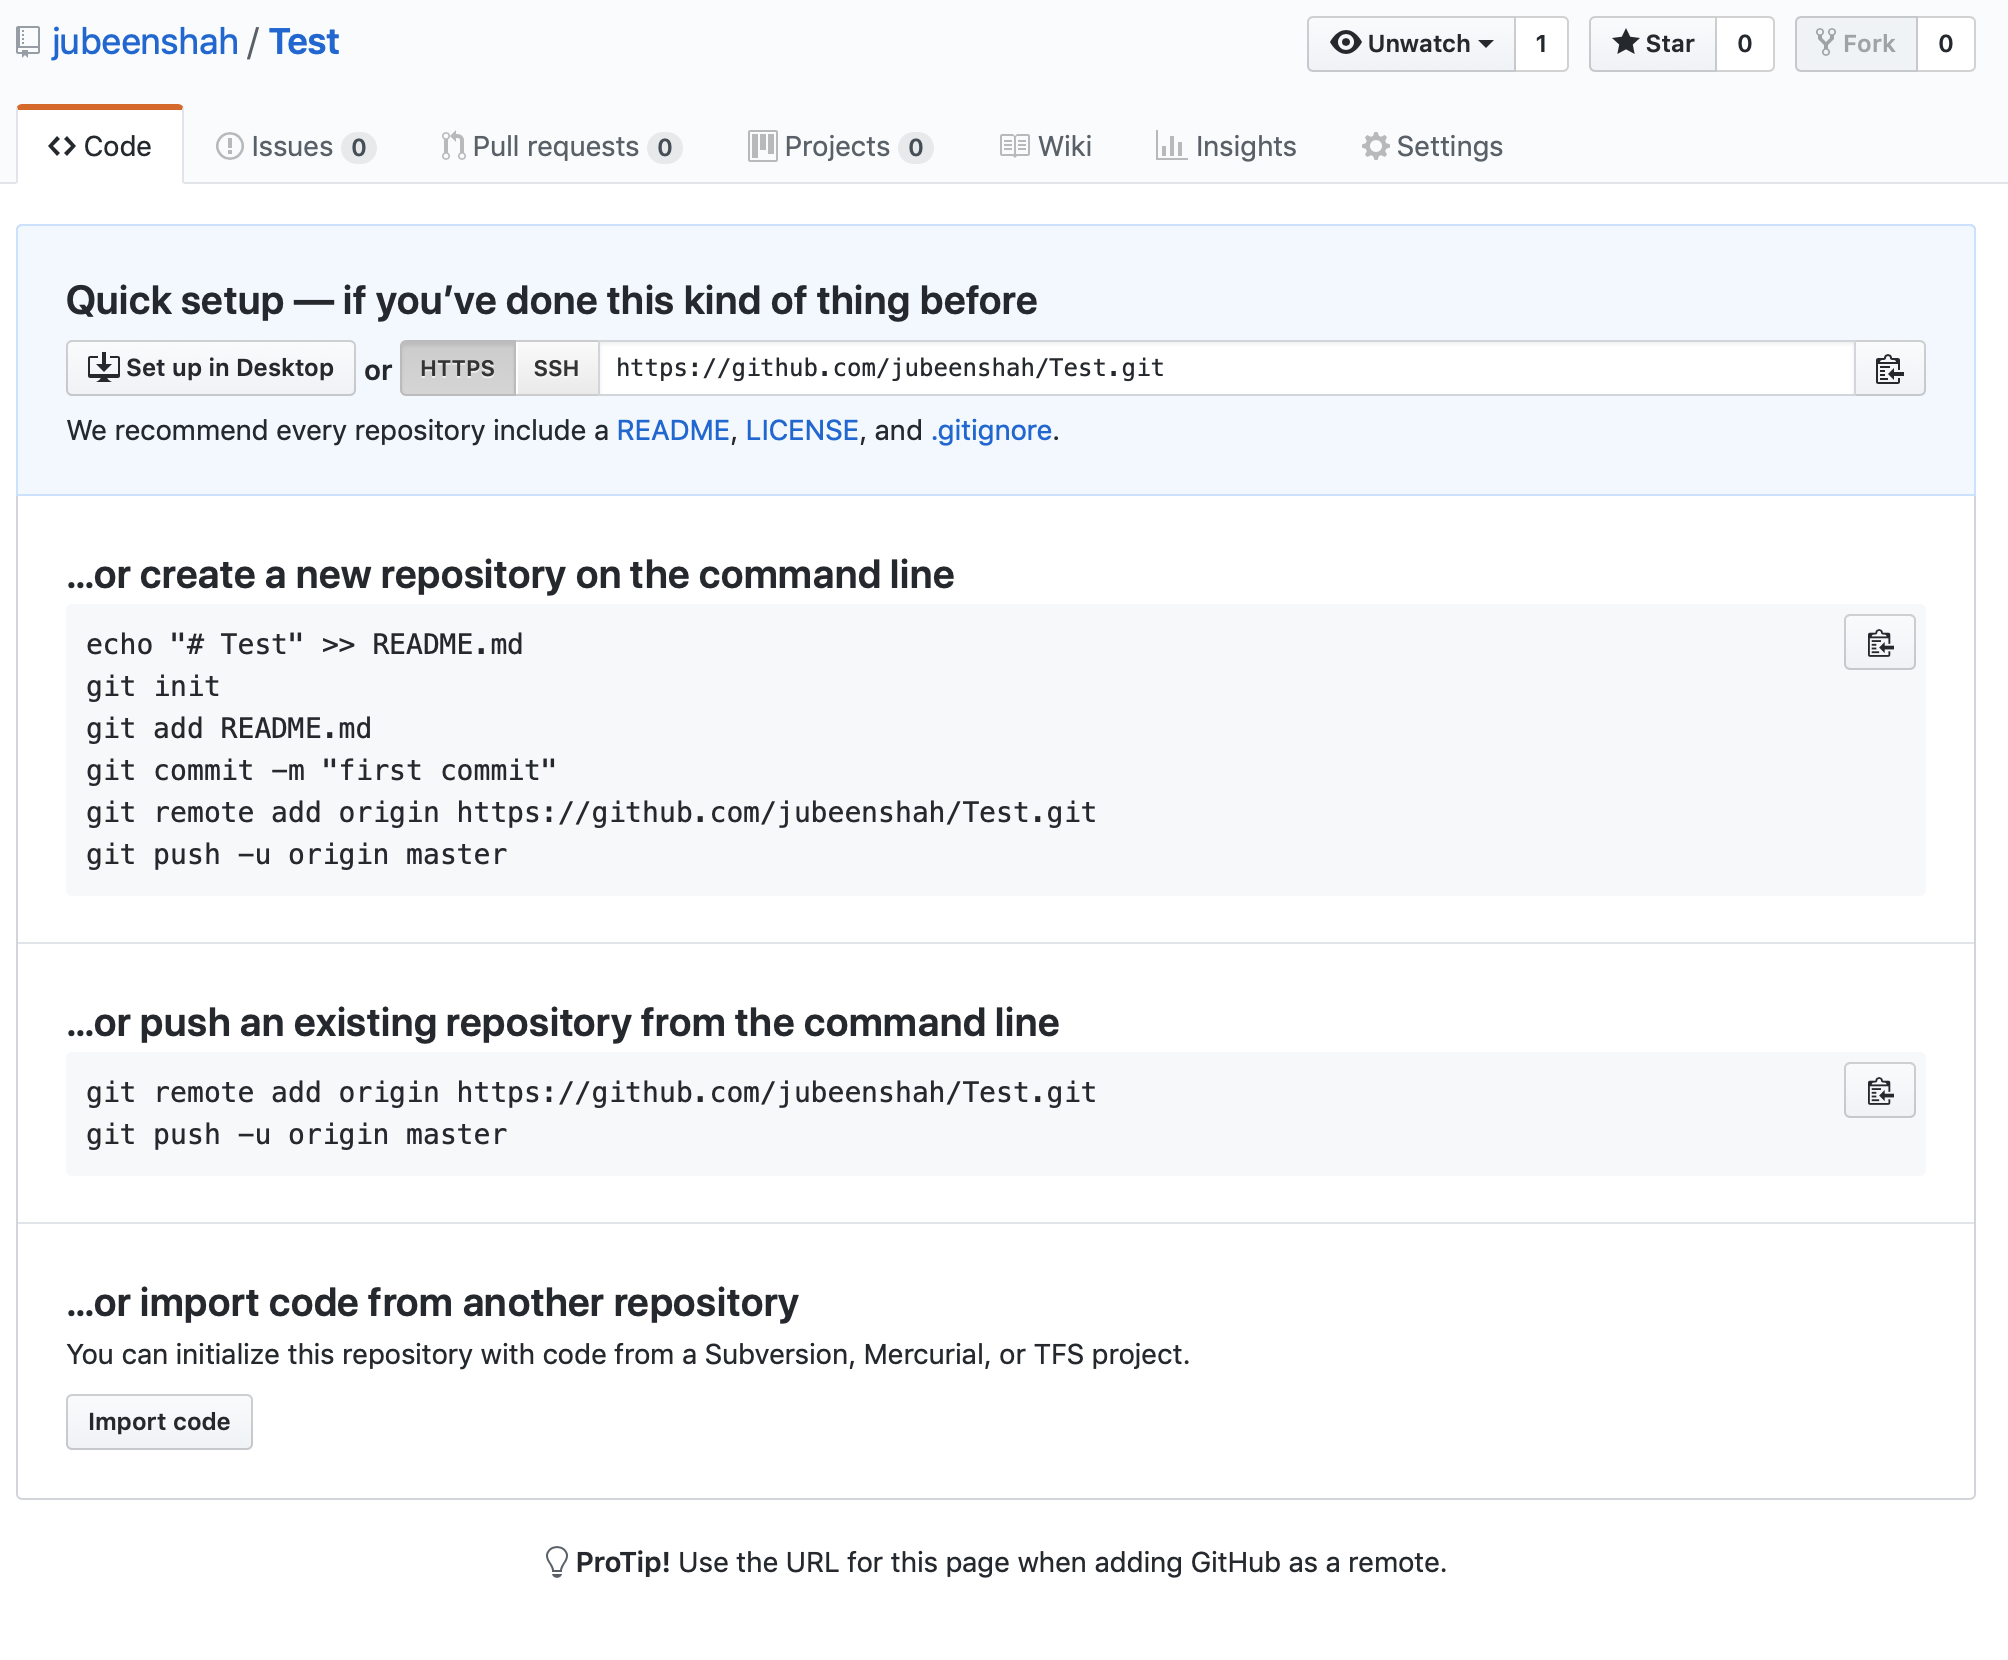 jubeenshah / Test
Unwatch 1 Star 0 Fork 0
Code Issues 0 Pull requests 0 Projects 0 Wiki Insights Settings
Quick setup — if you’ve done this kind of thing before
Set up in Desktop or HTTPS SSH https://github.com/jubeenshah/Test.git
We recommend every repository include a README, LICENSE, and .gitignore.
…or create a new repository on the command line
echo "# Test" >> README.md
git init
git add README.md
git commit -m "first commit"
git remote add origin https://github.com/jubeenshah/Test.git
git push -u origin master
…or push an existing repository from the command line
git remote add origin https://github.com/jubeenshah/Test.git
git push -u origin master
…or import code from another repository
You can initialize this repository with code from a Subversion, Mercurial, or TFS project.
Import code
ProTip! Use the URL for this page when adding GitHub as a remote.